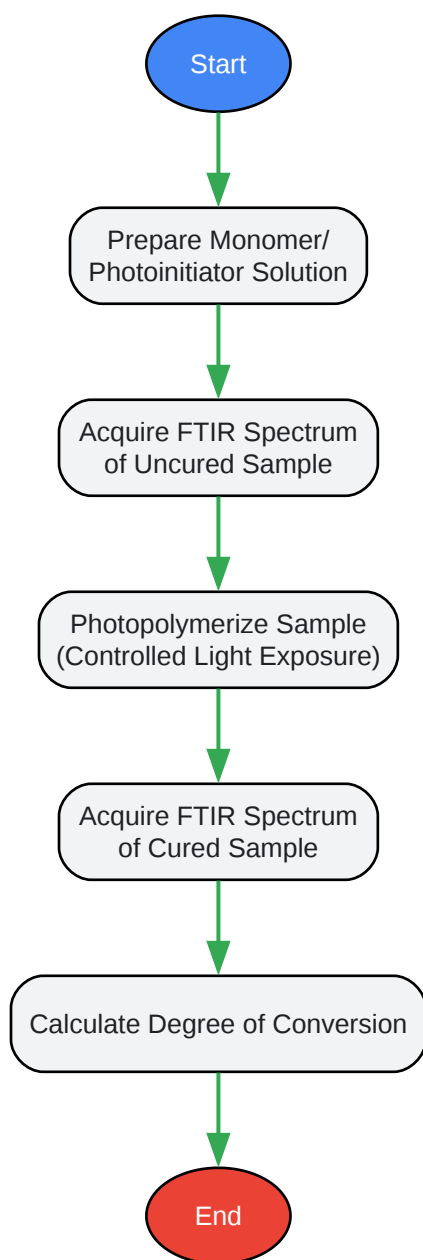 Start
Prepare Monomer/
Photoinitiator Solution
Acquire FTIR Spectrum
of Uncured Sample
Photopolymerize Sample
(Controlled Light Exposure)
Acquire FTIR Spectrum
of Cured Sample
Calculate Degree of Conversion
End